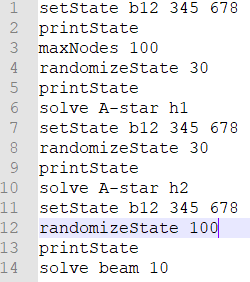 1 setState b12 345 678
2 printState
3 maxNodes 100
4 randomizeState 30
5 printState
6 solve A-star h1
7 setState b12 345 678
8 randomizeState 30
9 printState
10 solve A-star h2
11 setState b12 345 678
12 randomizeState 100
13 printState
14 solve beam 10